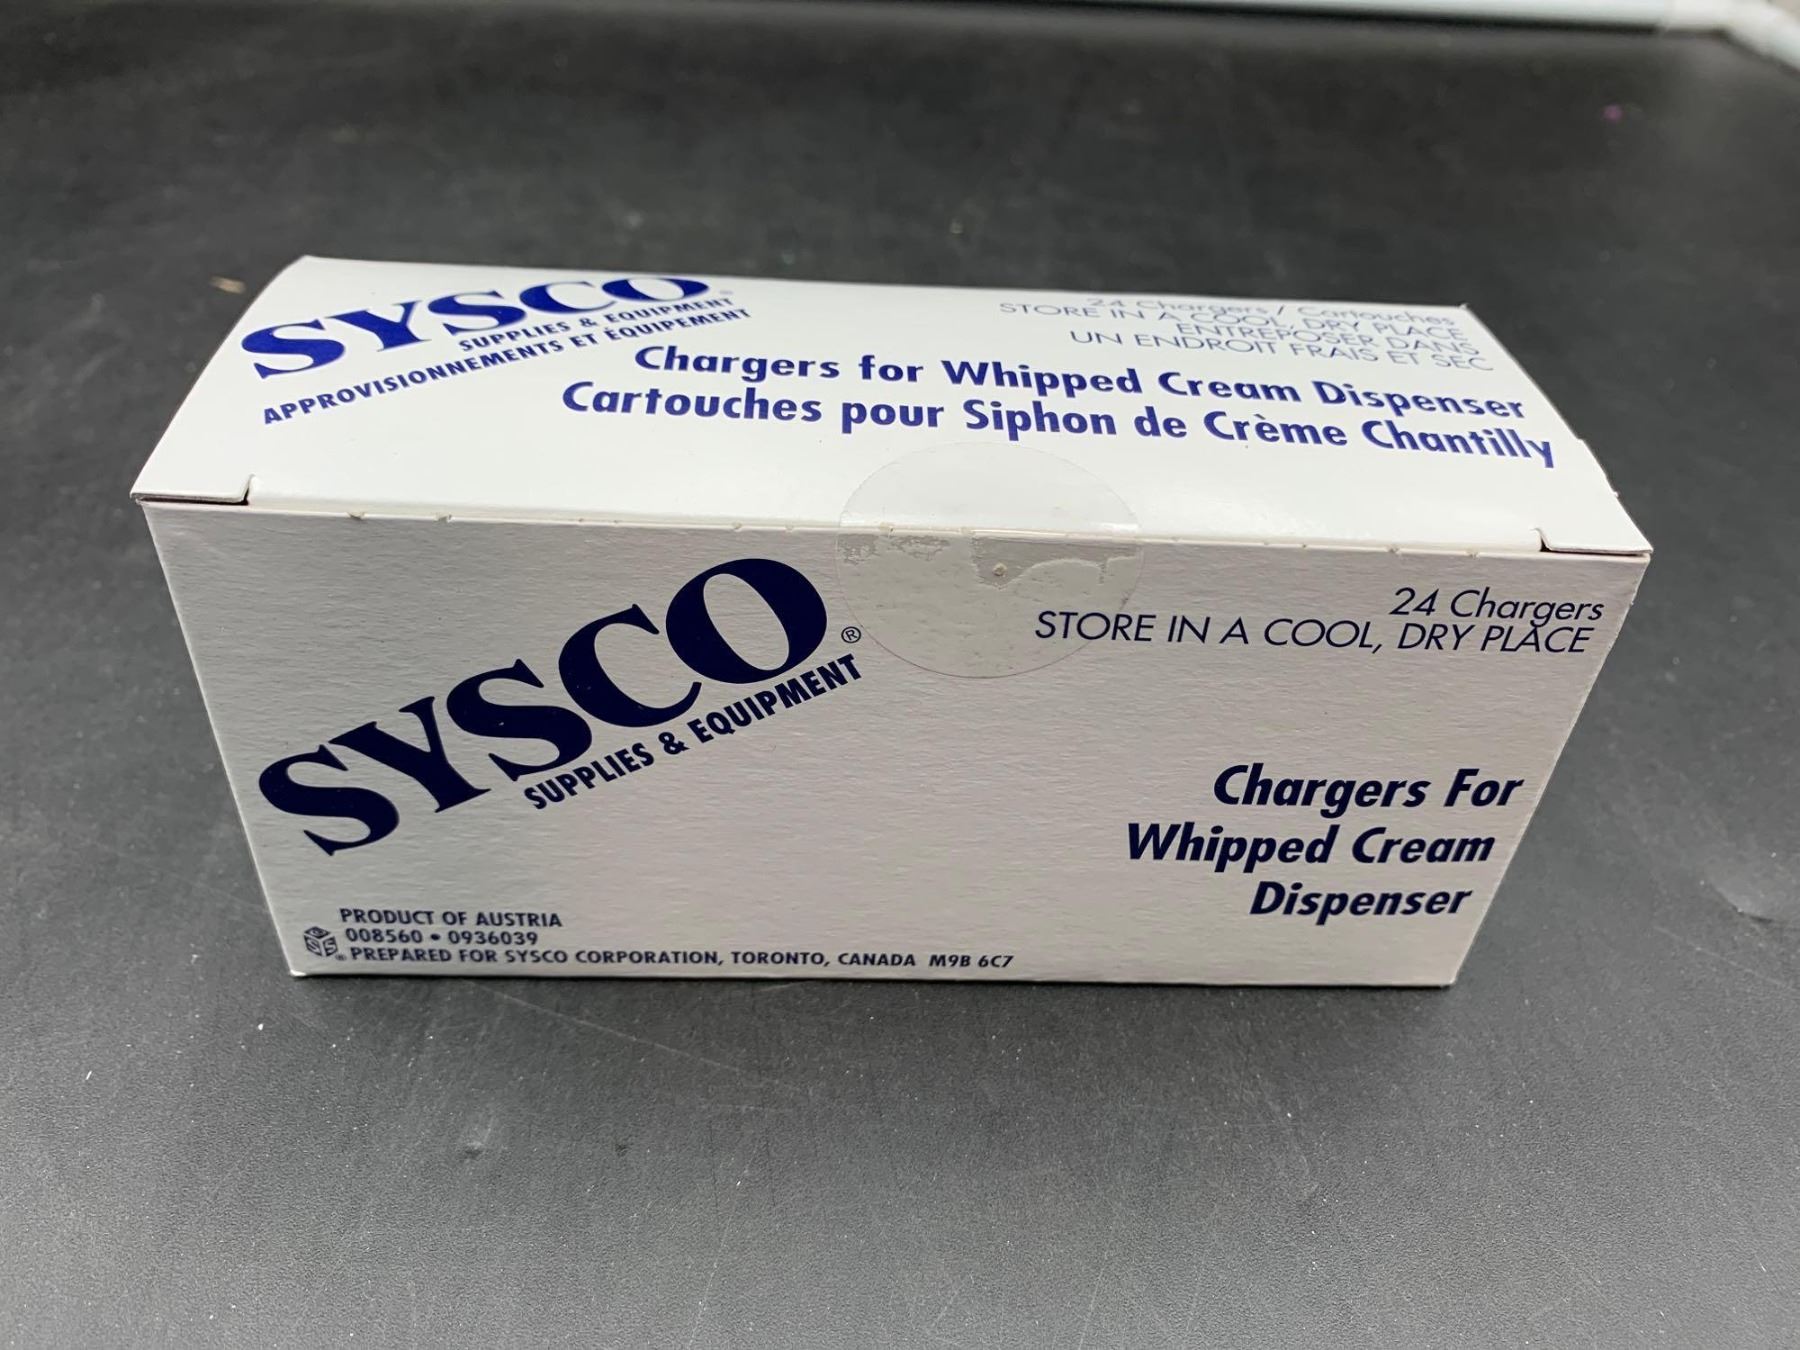 SYSCO
SUPPLIES & EQUIPMENT
APPROVISIONNEMENTS ET ÉQUIPEMENT
24 Chargers / Cartouches
STORE IN A COOL, DRY PLACE
ENTREPOSER DANS
UN ENDROIT FRAIS ET SEC
Chargers for Whipped Cream Dispenser
Cartouches pour Siphon de Crème Chantilly
SYSCO®
SUPPLIES & EQUIPMENT
24 Chargers
STORE IN A COOL, DRY PLACE
Chargers For
Whipped Cream
Dispenser
PRODUCT OF AUSTRIA
008560 • 0936039
PREPARED FOR SYSCO CORPORATION, TORONTO, CANADA M9B 6C7